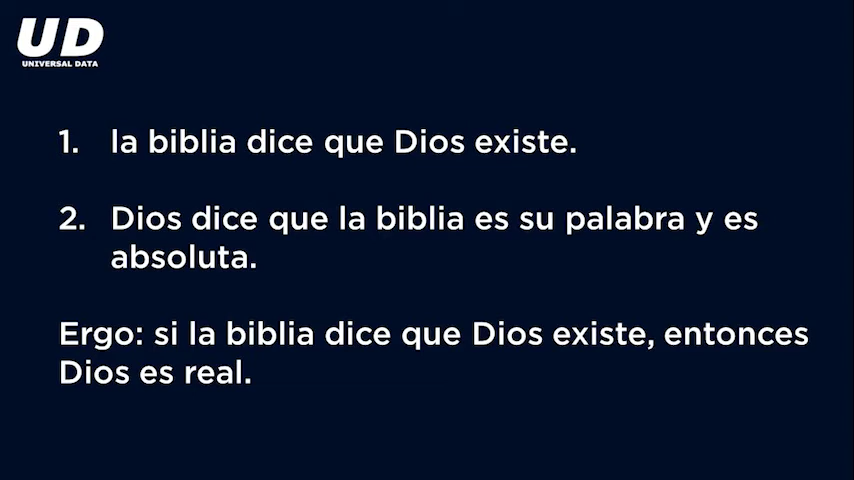 UD
UNIVERSAL DATA
1. la biblia dice que Dios existe.
2. Dios dice que la biblia es su palabra y es
absoluta.
Ergo: si la biblia dice que Dios existe, entonces
Dios es real.